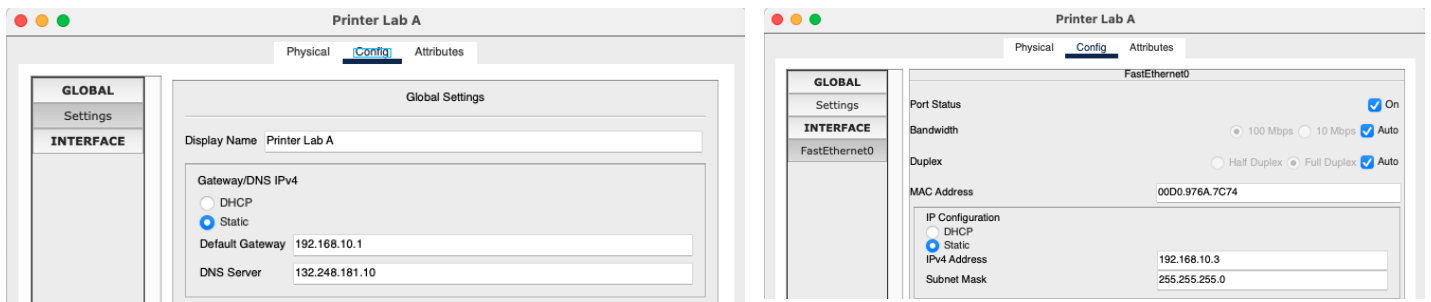 Printer Lab A
Physical Config Attributes
GLOBAL
Settings
INTERFACE
Global Settings
Display Name Printer Lab A
Gateway/DNS IPv4
DHCP
Static
Default Gateway 192.168.10.1
DNS Server 132.248.181.10
Printer Lab A
Physical Config Attributes
GLOBAL
Settings
INTERFACE
FastEthernet0
FastEthernet0
Port Status On
Bandwidth 100 Mbps 10 Mbps Auto
Duplex Half Duplex Full Duplex Auto
MAC Address 00D0.976A.7C74
IP Configuration
DHCP
Static
IPv4 Address 192.168.10.3
Subnet Mask 255.255.255.0